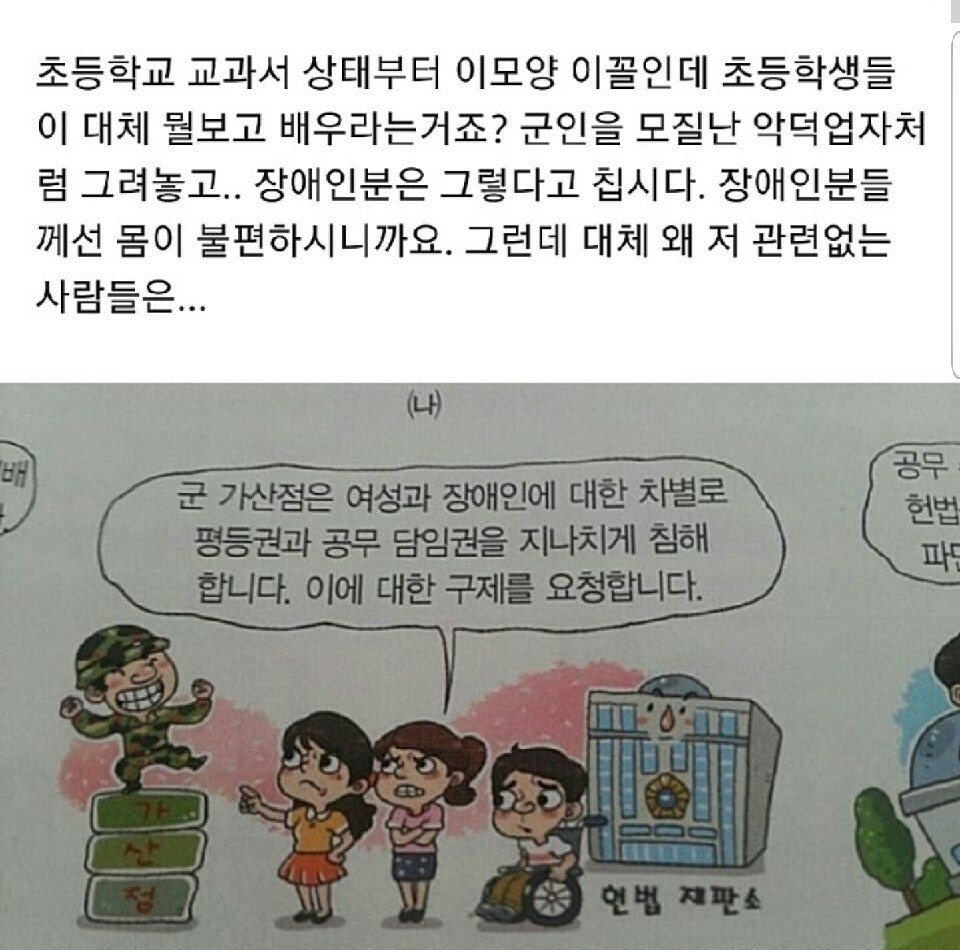 초등학교 교과서 상태부터 이모양 이꼴인데 초등학생들
이 대체 뭘보고 배우라는거죠? 군인을 모질난 악덕업자처
럼 그려놓고.. 장애인분은 그렇다고 칩시다. 장애인분들
께선 몸이 불편하시니까요. 그런데 대체 왜 저 관련없는
사람들은...
(나)
배
군 가산점은 여성과 장애인에 대한 차별로
평등권과 공무 담임권을 지나치게 침해
합니다. 이에 대한 구제를 요청합니다.
공무
헌법
파면
가
산
점
헌법 재판소